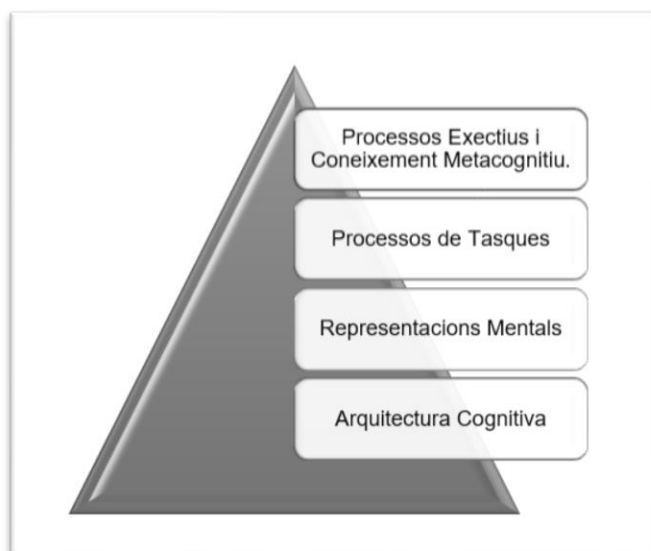 Processos Exectius i
Coneixement Metacognitiu.
Processos de Tasques
Representacions Mentals
Arquitectura Cognitiva